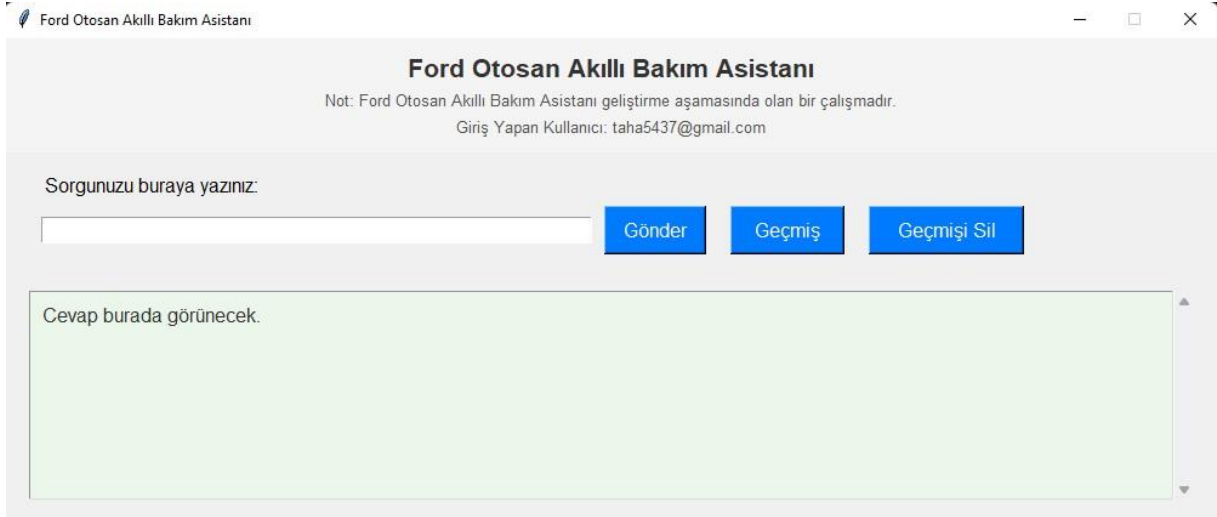 Ford Otosan Akıllı Bakım Asistanı
Ford Otosan Akıllı Bakım Asistanı
Not: Ford Otosan Akıllı Bakım Asistanı geliştirme aşamasında olan bir çalışmadır.
Giriş Yapan Kullanıcı: taha5437@gmail.com
Sorgunuzu buraya yazınız:
Gönder Geçmiş Geçmişi Sil
Cevap burada görünecek.